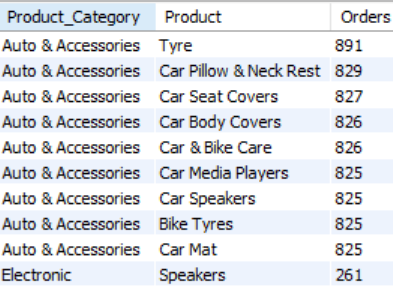 Product_Category Product Orders
Auto & Accessories Tyre 891
Auto & Accessories Car Pillow & Neck Rest 829
Auto & Accessories Car Seat Covers 827
Auto & Accessories Car Body Covers 826
Auto & Accessories Car & Bike Care 826
Auto & Accessories Car Media Players 825
Auto & Accessories Car Speakers 825
Auto & Accessories Bike Tyres 825
Auto & Accessories Car Mat 825
Electronic Speakers 261